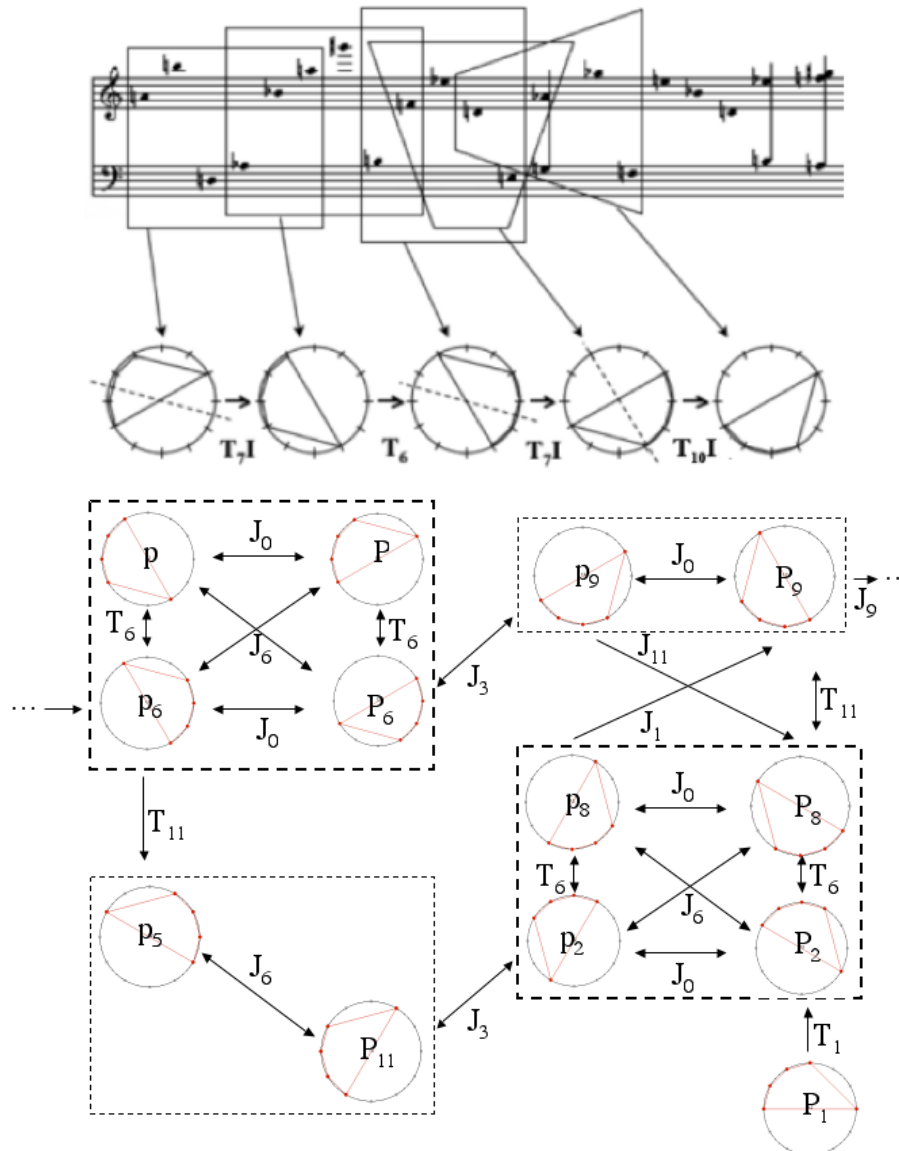 T₇I T₆ T₇I T₁₀I
p J₀ P
p₉ J₀ P₉
J₉ ...
T₆ J₆ T₆
J₃
J₁₁
... p₆ J₀ P₆
J₁
T₁₁
T₁₁
p₈ J₀ P₈
T₆ J₆ T₆
p₅
p₂ J₀ P₂
J₆
J₃
T₁
P₁₁
P₁